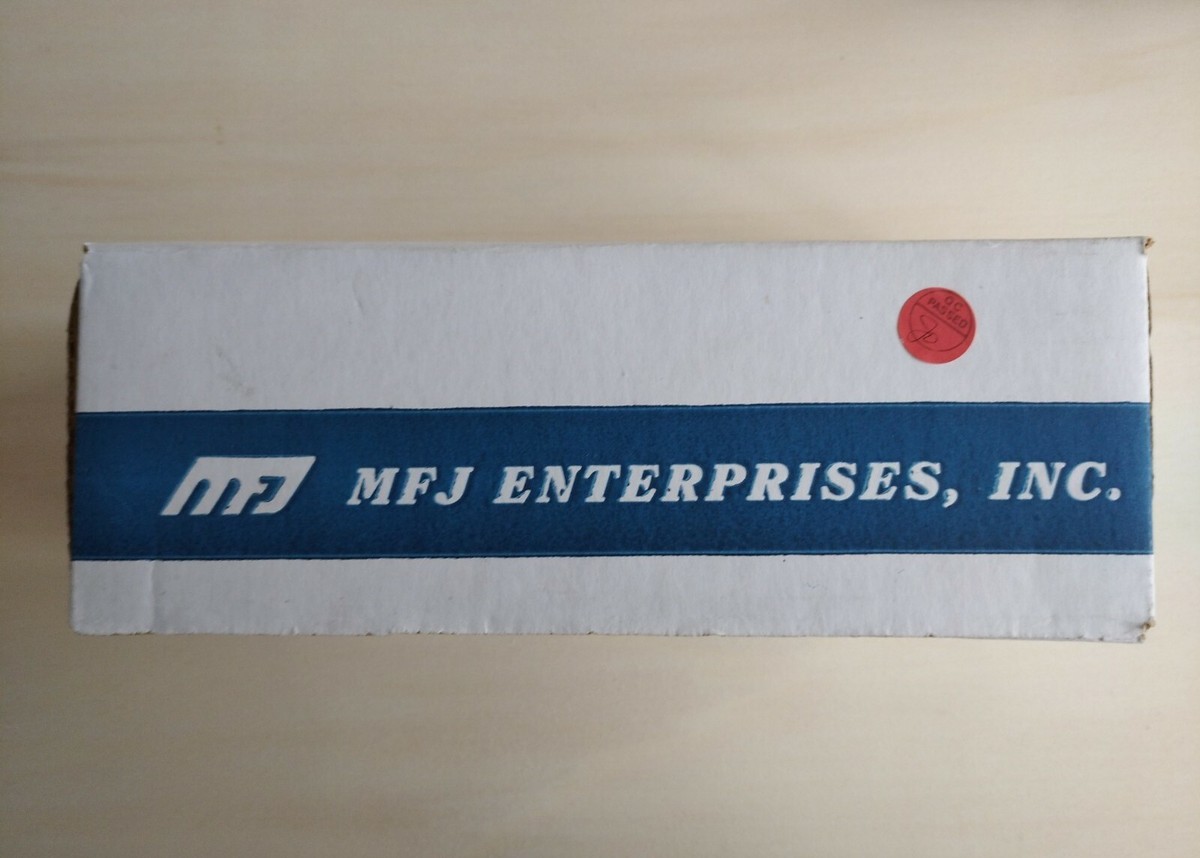 QC
PASSED
MFJ MFJ ENTERPRISES, INC.